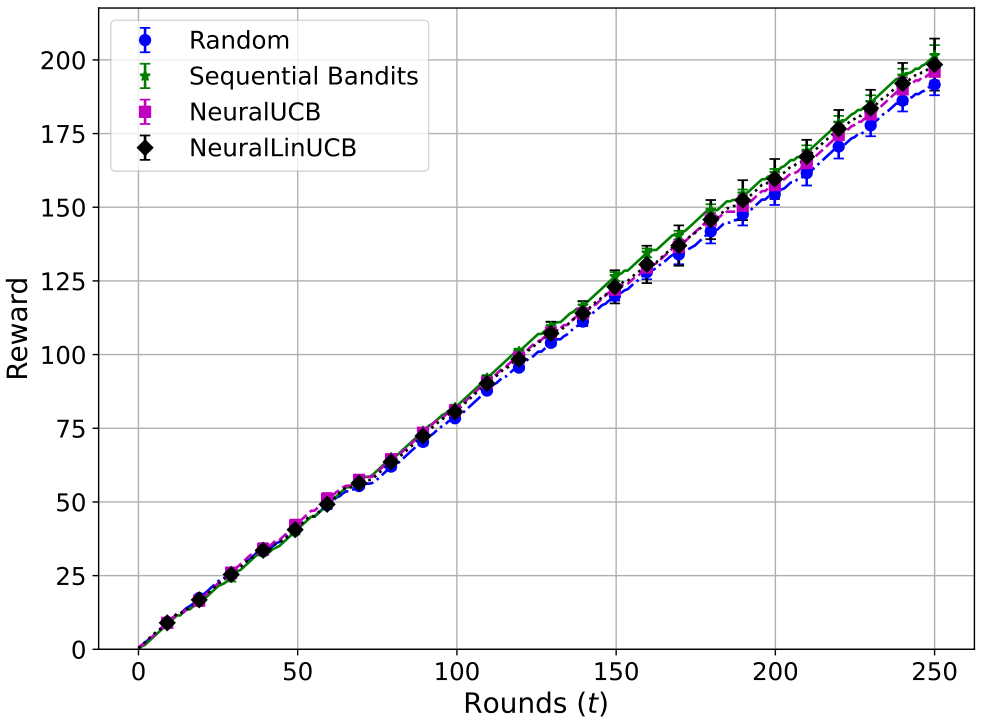 Random
Sequential Bandits
NeuralUCB
NeuralLinUCB
Reward
200
175
150
125
100
75
50
25
0
0 50 100 150 200 250
Rounds (t)